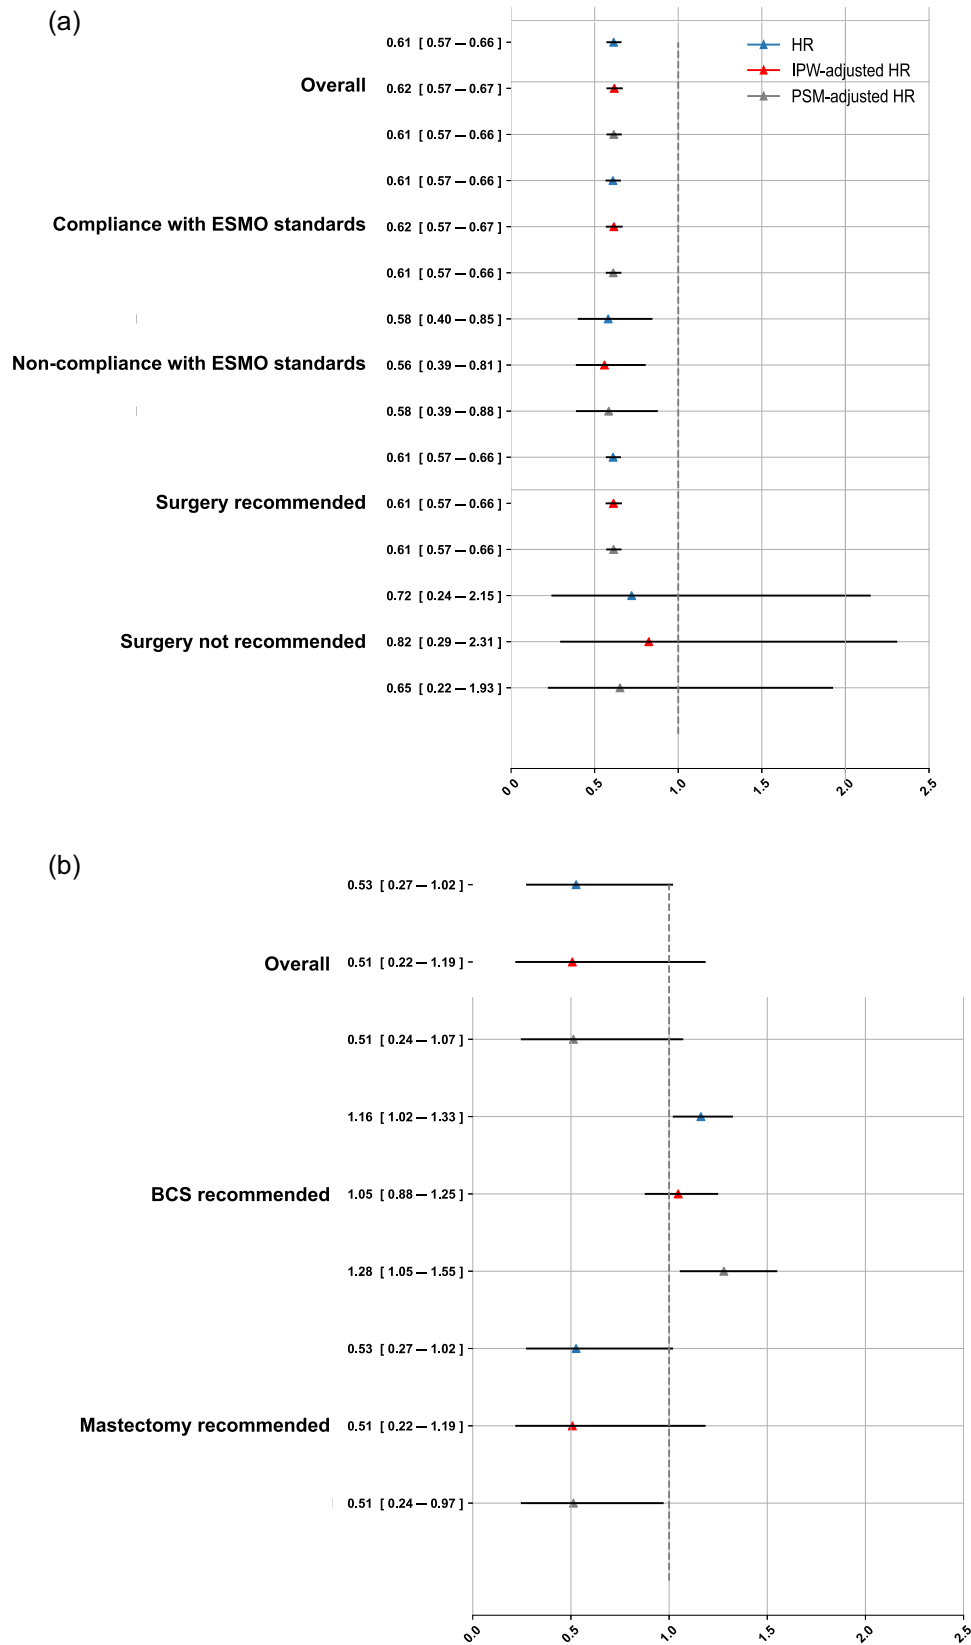 (a)
0.61 [ 0.57 — 0.66 ]
HR
IPW-adjusted HR
Overall
0.62 [ 0.57 — 0.67 ]
PSM-adjusted HR
0.61 [ 0.57 — 0.66 ]
0.61 [ 0.57 — 0.66 ]
Compliance with ESMO standards
0.62 [ 0.57 — 0.67 ]
0.61 [ 0.57 — 0.66 ]
0.58 [ 0.40 — 0.85 ]
Non-compliance with ESMO standards
0.56 [ 0.39 — 0.81 ]
0.58 [ 0.39 — 0.88 ]
0.61 [ 0.57 — 0.66 ]
Surgery recommended
0.61 [ 0.57 — 0.66 ]
0.61 [ 0.57 — 0.66 ]
0.72 [ 0.24 — 2.15 ]
Surgery not recommended
0.82 [ 0.29 — 2.31 ]
0.65 [ 0.22 — 1.93 ]
0.0 0.5 1.0 1.5 2.0 2.5
(b)
0.53 [ 0.27 — 1.02 ]
Overall
0.51 [ 0.22 — 1.19 ]
0.51 [ 0.24 — 1.07 ]
1.16 [ 1.02 — 1.33 ]
BCS recommended
1.05 [ 0.88 — 1.25 ]
1.28 [ 1.05 — 1.55 ]
0.53 [ 0.27 — 1.02 ]
Mastectomy recommended
0.51 [ 0.22 — 1.19 ]
0.51 [ 0.24 — 0.97 ]
0.0 0.5 1.0 1.5 2.0 2.5